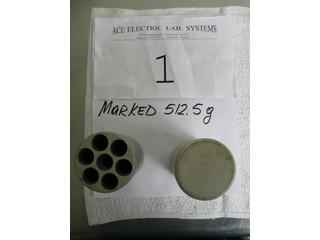 ACE ELECTRIC LAB SYSTEMS
1
MARKED 512.5g